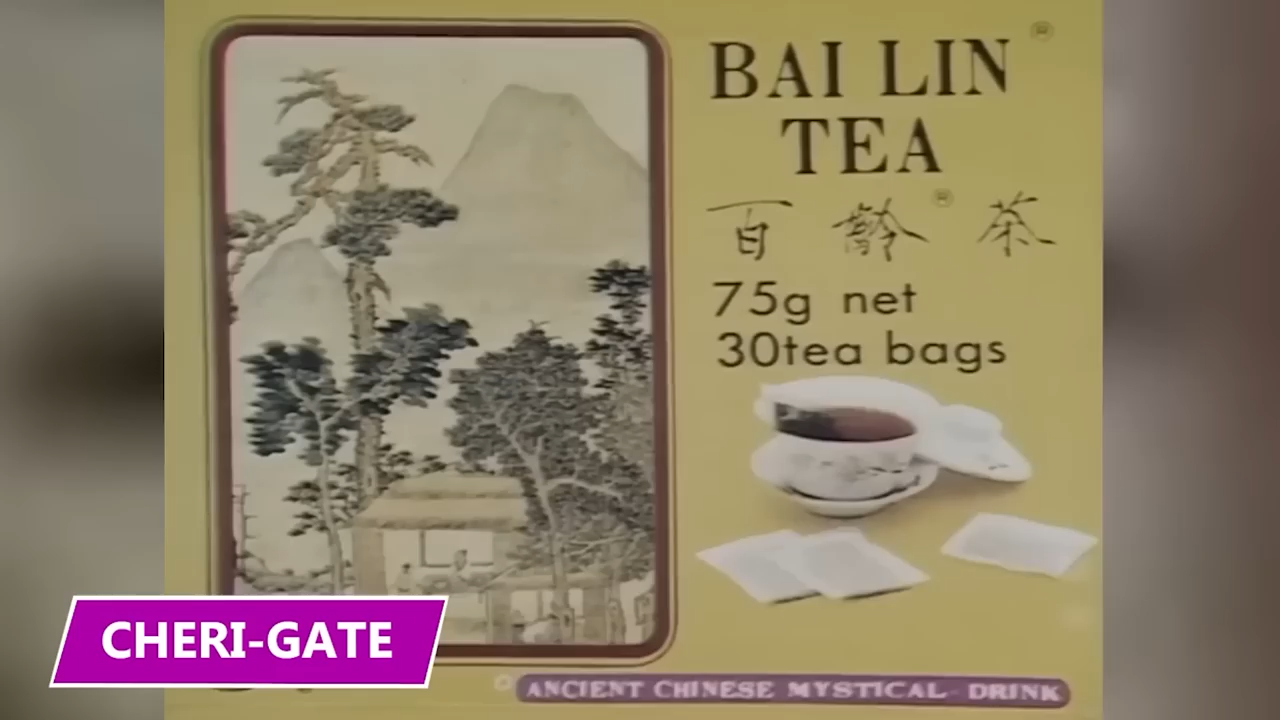 BAI LIN ®
TEA
百齡® 茶
75g net
30tea bags
CHERI-GATE
ANCIENT CHINESE MYSTICAL DRINK